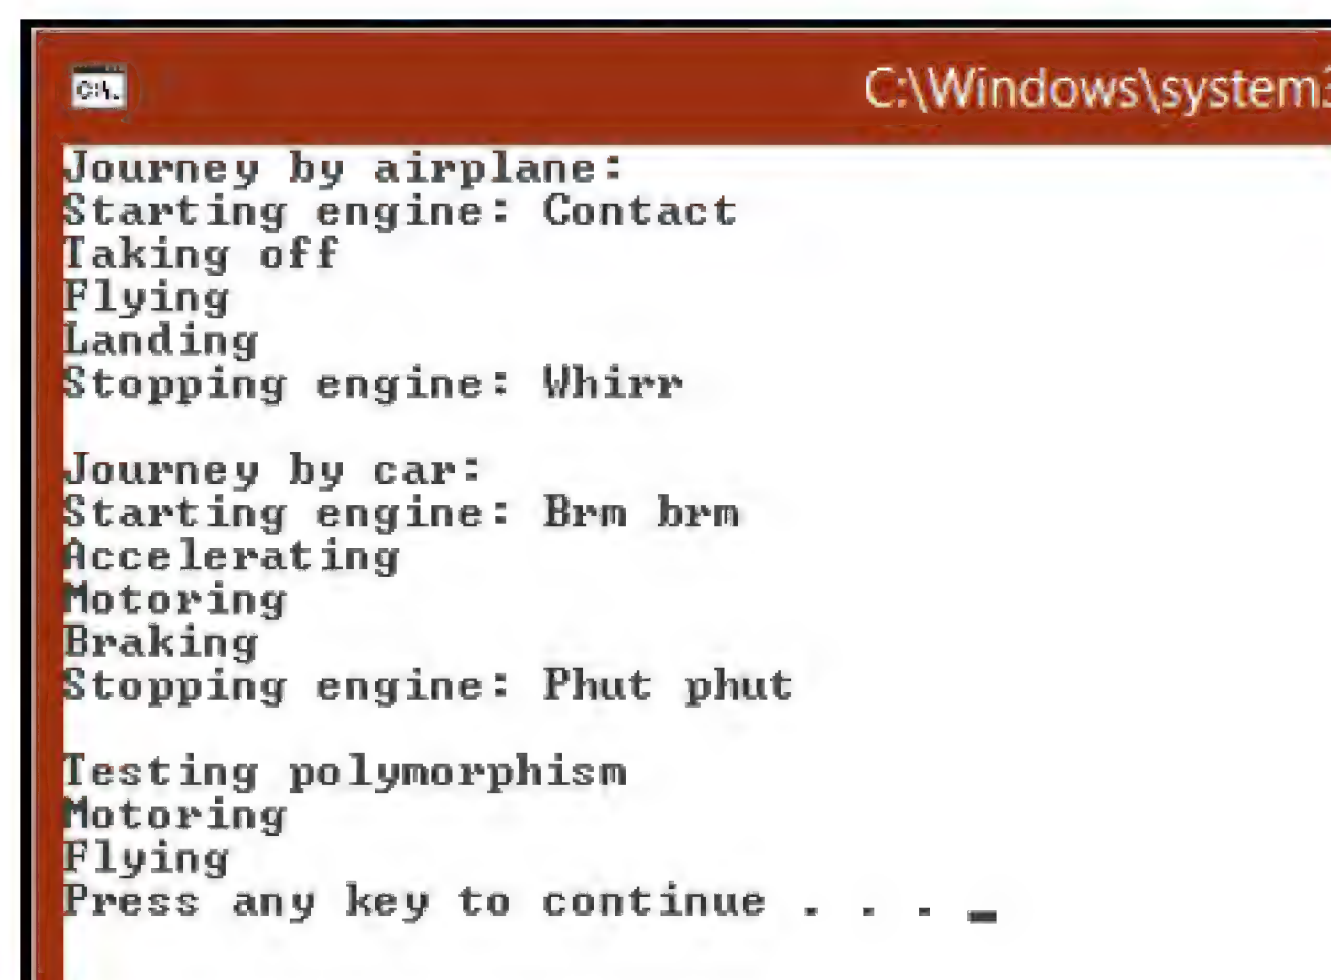 C:\.
C:\Windows\system3
Journey by airplane:
Starting engine: Contact
Taking off
Flying
Landing
Stopping engine: Whirr
Journey by car:
Starting engine: Brm brm
Accelerating
Motoring
Braking
Stopping engine: Phut phut
Testing polymorphism
Motoring
Flying
Press any key to continue . . . _